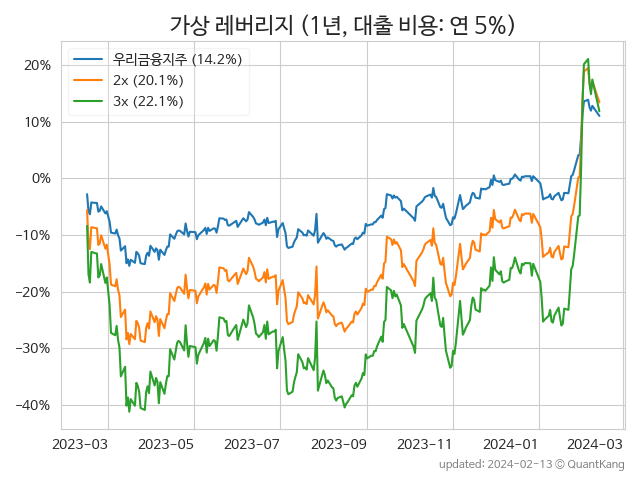 가상 레버리지 (1년, 대출 비용: 연 5%)
우리금융지주 (14.2%)
2x (20.1%)
3x (22.1%)
20%
10%
0%
−10%
−20%
−30%
−40%
2023-03 2023-05 2023-07 2023-09 2023-11 2024-01 2024-03
updated: 2024-02-13 © QuantKang